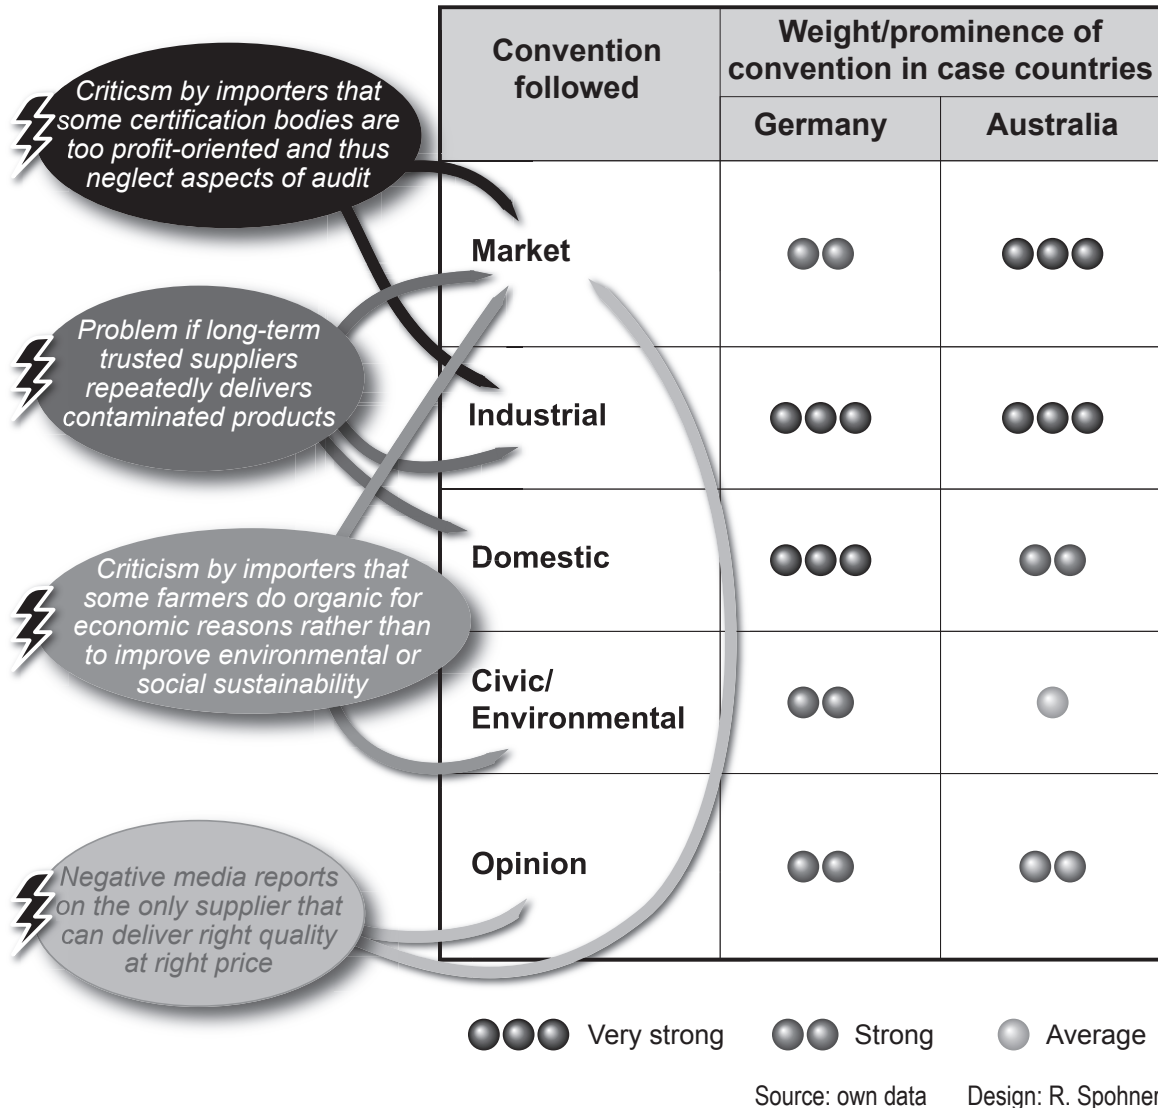 Criticsm by importers that
some certification bodies are
too profit-oriented and thus
neglect aspects of audit
Problem if long-term
trusted suppliers
repeatedly delivers
contaminated products
Criticism by importers that
some farmers do organic for
economic reasons rather than
to improve environmental or
social sustainability
Negative media reports
on the only supplier that
can deliver right quality
at right price
Convention
followed
Weight/prominence of
convention in case countries
Germany
Australia
Market
Industrial
Domestic
Civic/
Environmental
Opinion
Very strong
Strong
Average
Source: own data
Design: R. Spohner